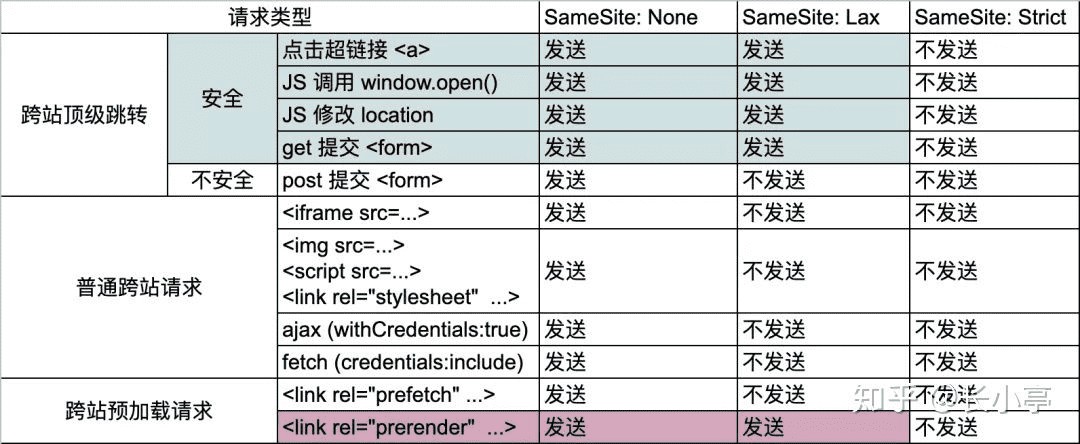 请求类型 SameSite: None SameSite: Lax SameSite: Strict
跨站顶级跳转 安全 点击超链接 <a> 发送 发送 不发送
JS 调用 window.open() 发送 发送 不发送
JS 修改 location 发送 发送 不发送
get 提交 <form> 发送 发送 不发送
不安全 post 提交 <form> 发送 不发送 不发送
普通跨站请求 <iframe src=...> 发送 不发送 不发送
<img src=...>
<script src=...> 发送 不发送 不发送
<link rel="stylesheet" ...>
ajax (withCredentials:true) 发送 不发送 不发送
fetch (credentials:include) 发送 不发送 不发送
跨站预加载请求 <link rel="prefetch" ...> 发送 不发送 不发送
<link rel="prerender" ...> 发送 发送 不发送
知乎 @长小亭